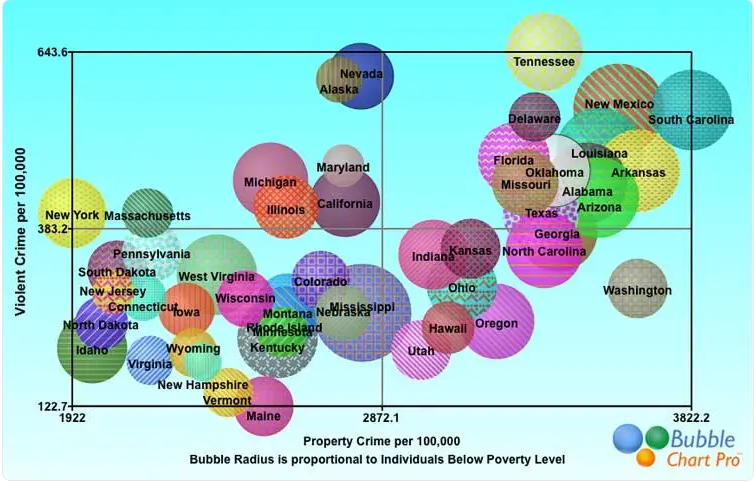 643.6
Tennessee
Nevada
Alaska
New Mexico
South Carolina
Delaware
Louisiana
Florida
Maryland
Oklahoma
Arkansas
Michigan
Missouri
Alabama
California
Illinois
Arizona
New York
Massachusetts
Texas
383.2
Georgia
North Carolina
Kansas
Pennsylvania
Indiana
South Dakota
West Virginia
Colorado
Ohio
New Jersey
Washington
Wisconsin
Connecticut
Mississippi
Iowa
Nebraska
Montana
North Dakota
Oregon
Rhode Island
Hawaii
Minnesota
Kentucky
Wyoming
Idaho
Utah
Virginia
New Hampshire
Vermont
122.7
Maine
1922
2872.1
3822.2
Violent Crime per 100,000
Property Crime per 100,000
Bubble Radius is proportional to Individuals Below Poverty Level
Bubble
Chart Pro™